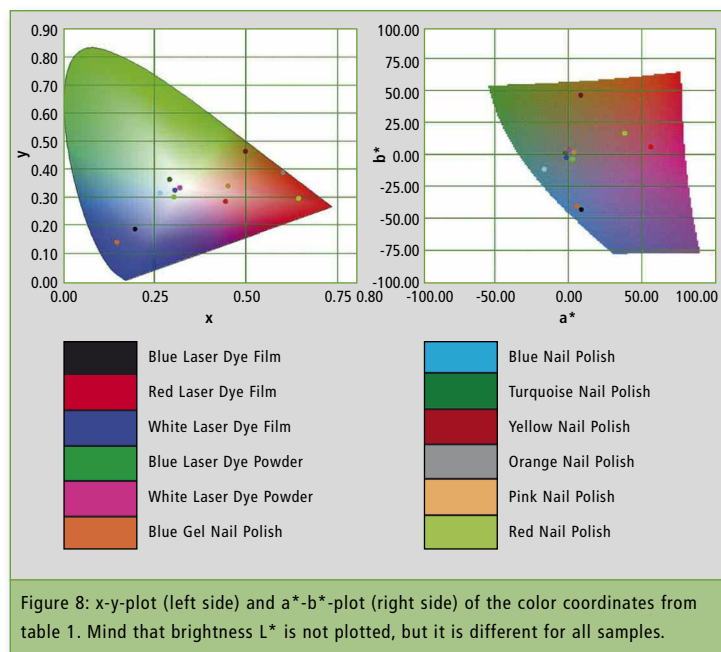 0.90
0.80
0.70
0.60
0.50
0.40
0.30
0.20
0.10
0.00
y
0.00 0.25 0.50 0.75 0.80
x
100.00
75.00
50.00
25.00
0.00
-25.00
-50.00
-75.00
-100.00
b*
-100.00 -50.00 0.00 50.00 100.00
a*
Blue Laser Dye Film
Red Laser Dye Film
White Laser Dye Film
Blue Laser Dye Powder
White Laser Dye Powder
Blue Gel Nail Polish
Blue Nail Polish
Turquoise Nail Polish
Yellow Nail Polish
Orange Nail Polish
Pink Nail Polish
Red Nail Polish
Figure 8: x-y-plot (left side) and a*-b*-plot (right side) of the color coordinates from
table 1. Mind that brightness L* is not plotted, but it is different for all samples.